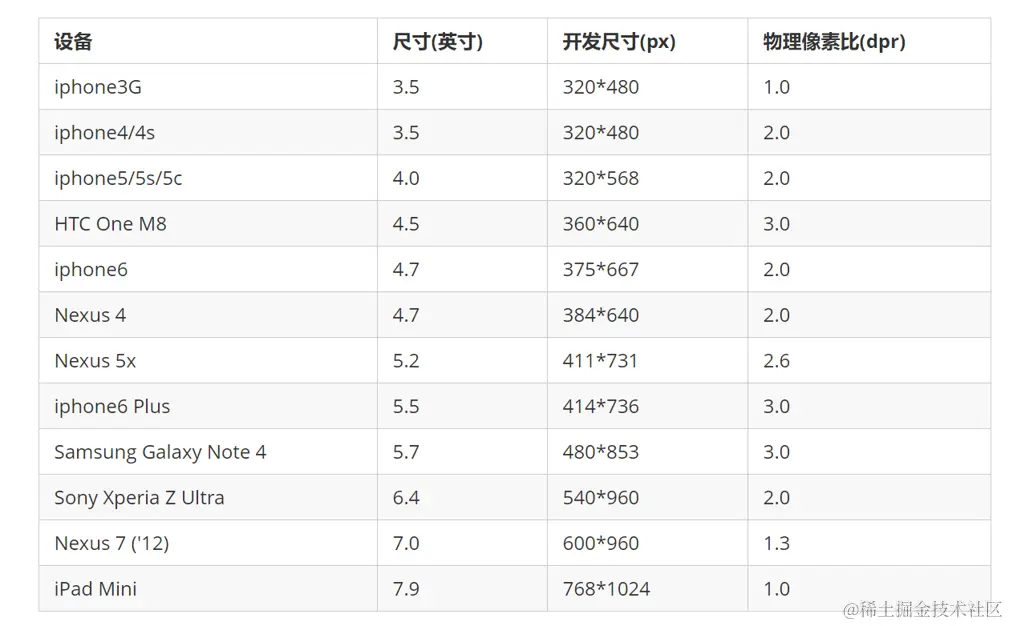 设备 尺寸(英寸) 开发尺寸(px) 物理像素比(dpr)
iphone3G 3.5 320*480 1.0
iphone4/4s 3.5 320*480 2.0
iphone5/5s/5c 4.0 320*568 2.0
HTC One M8 4.5 360*640 3.0
iphone6 4.7 375*667 2.0
Nexus 4 4.7 384*640 2.0
Nexus 5x 5.2 411*731 2.6
iphone6 Plus 5.5 414*736 3.0
Samsung Galaxy Note 4 5.7 480*853 3.0
Sony Xperia Z Ultra 6.4 540*960 2.0
Nexus 7 ('12) 7.0 600*960 1.3
iPad Mini 7.9 768*1024 1.0
@稀土掘金技术社区